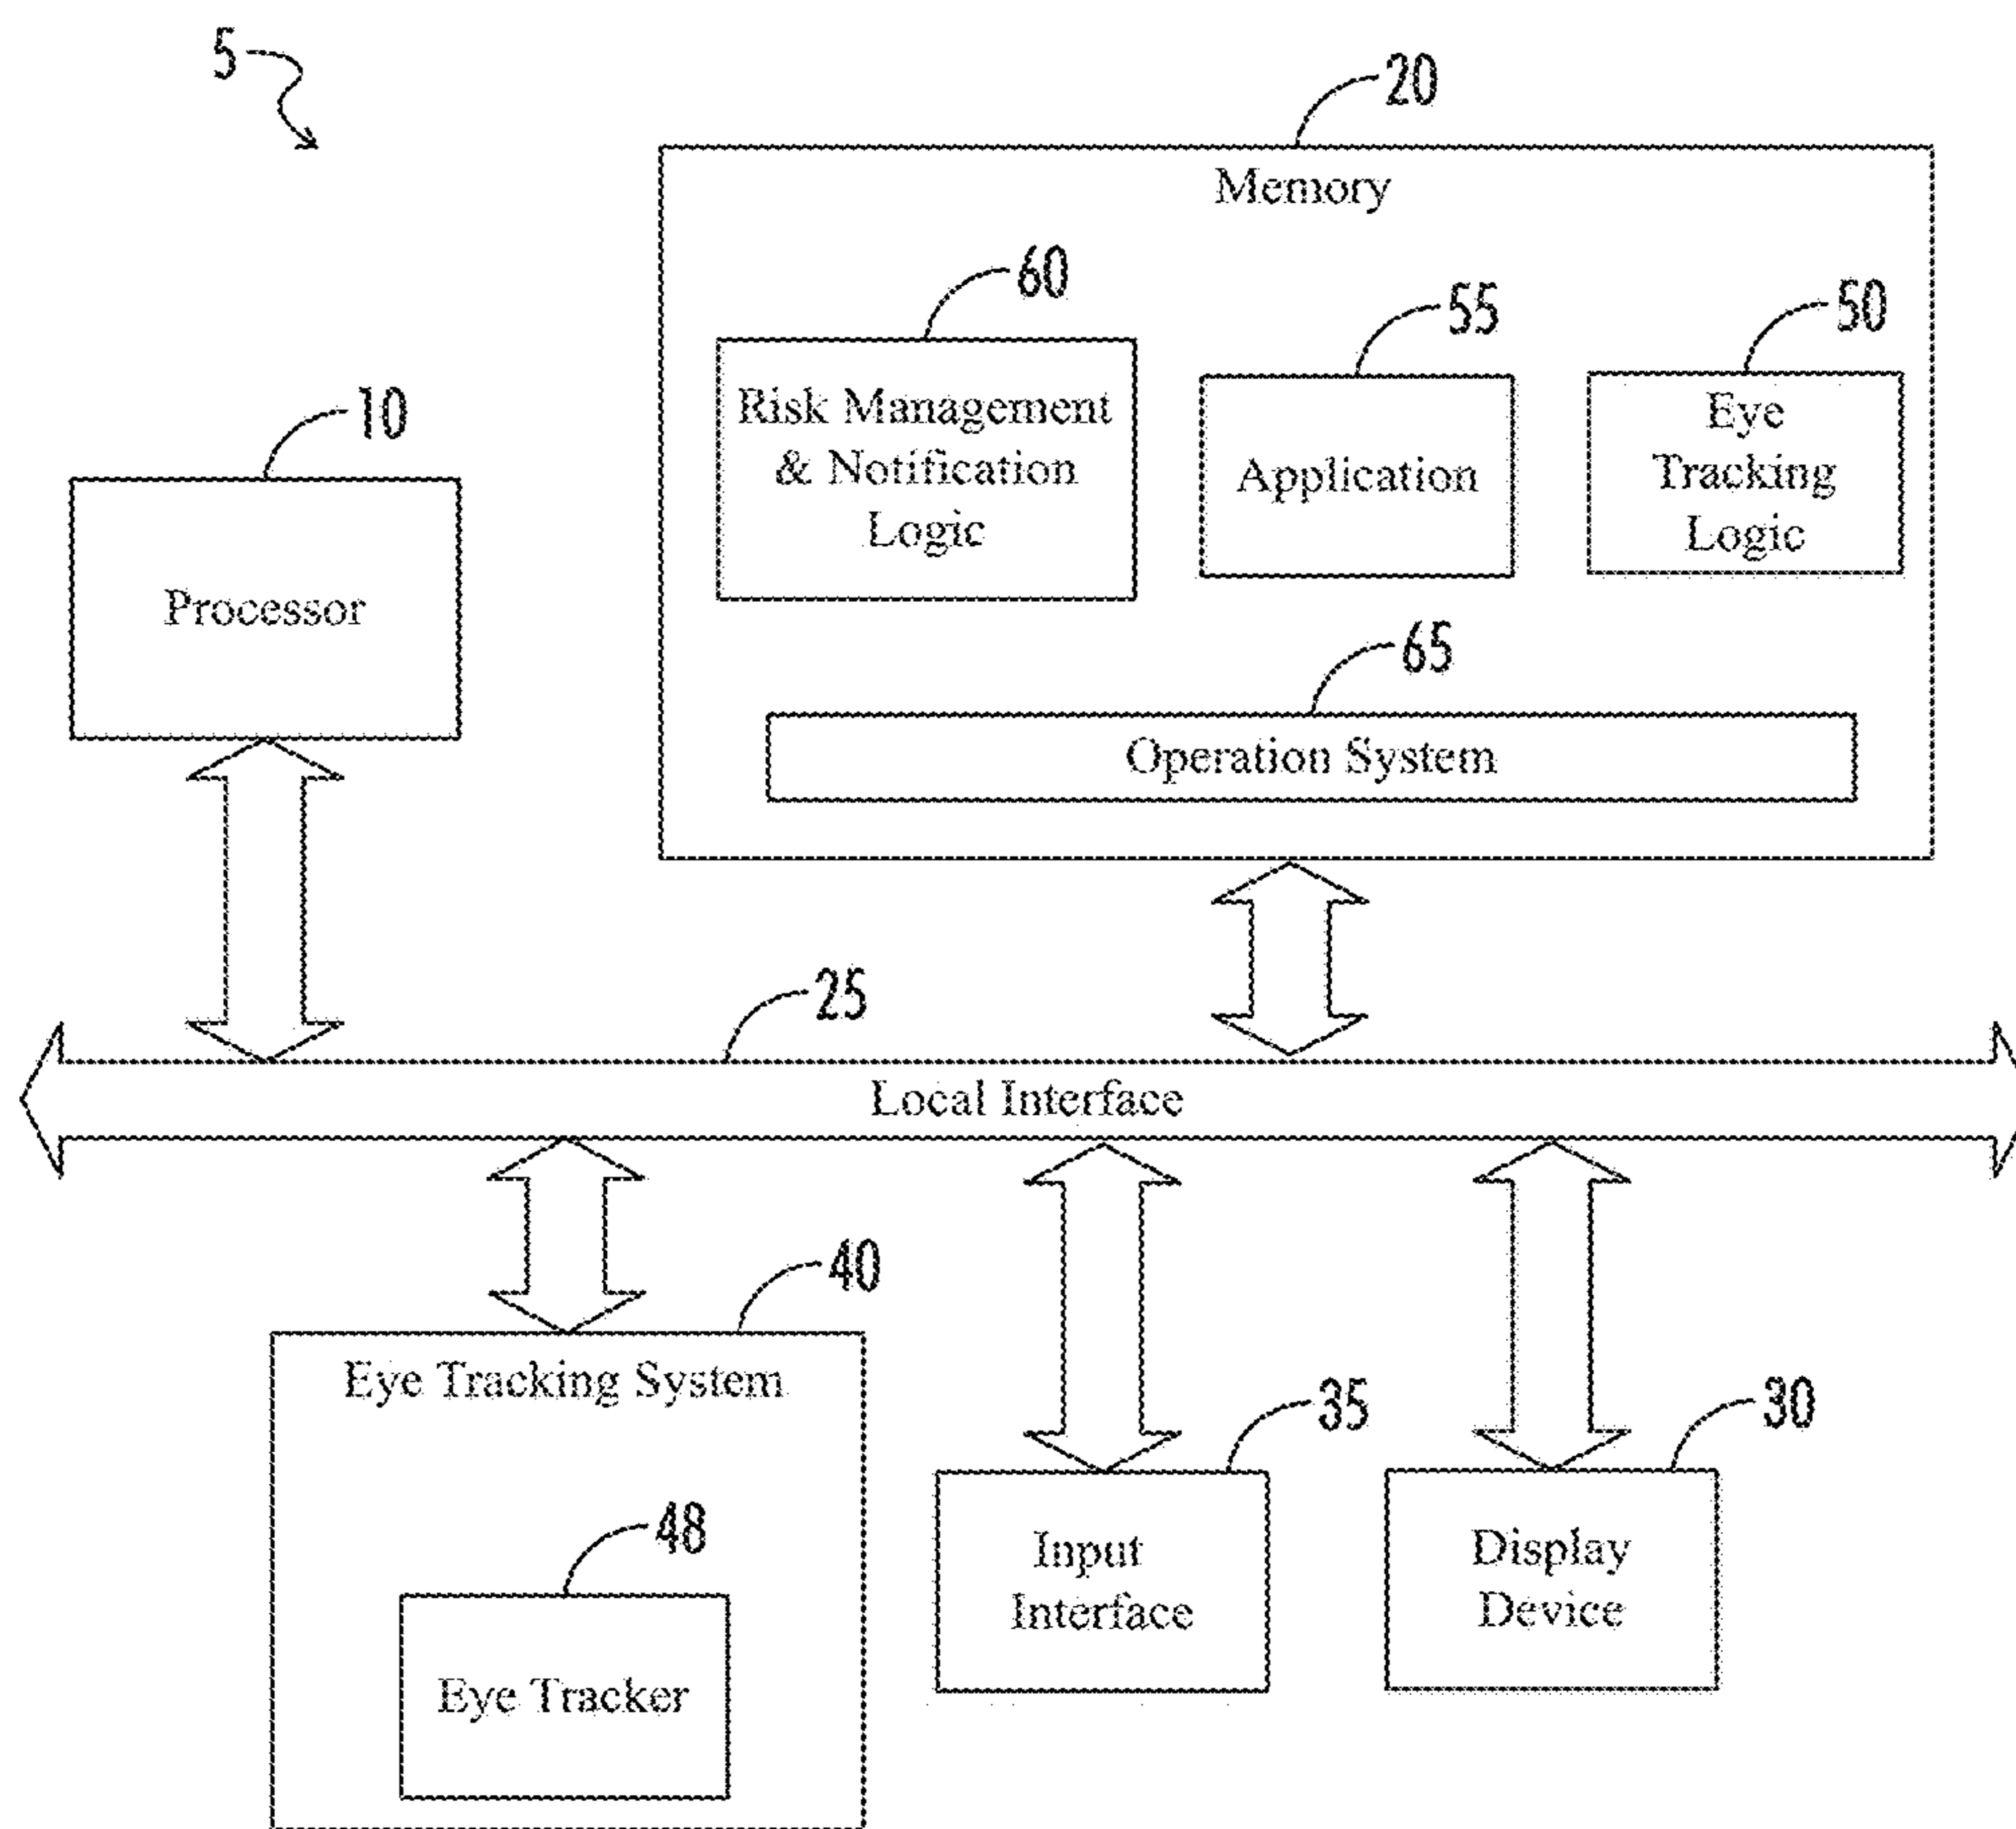 5
20
Memory
60
55
50
Risk Management
& Notification
Logic
Application
Eye
Tracking
Logic
10
Processor
65
Operation System
25
Local Interface
40
Eye Tracking System
48
Eye Tracker
35
Input
Interface
30
Display
Device